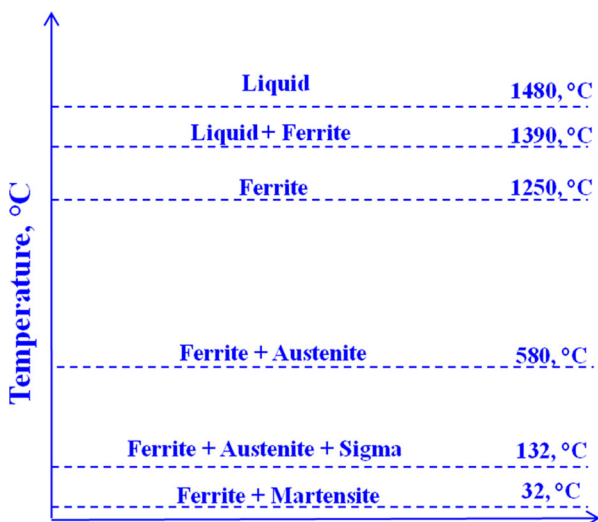 Liquid
1480, °C
Liquid + Ferrite
1390, °C
Ferrite
1250, °C
Temperature, °C
Ferrite + Austenite
580, °C
Ferrite + Austenite + Sigma
132, °C
Ferrite + Martensite
32, °C